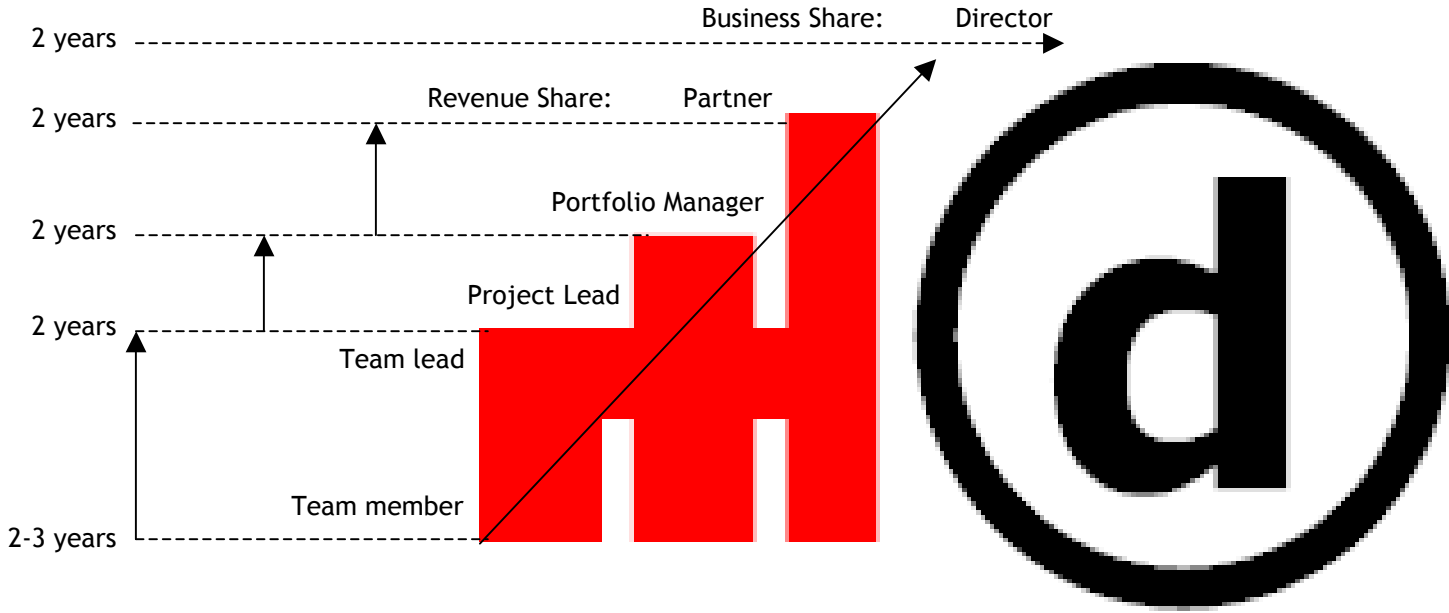 Business Share: Director
2 years
Revenue Share: Partner
2 years
Portfolio Manager
2 years
Project Lead
2 years
Team lead
Team member
2-3 years
d